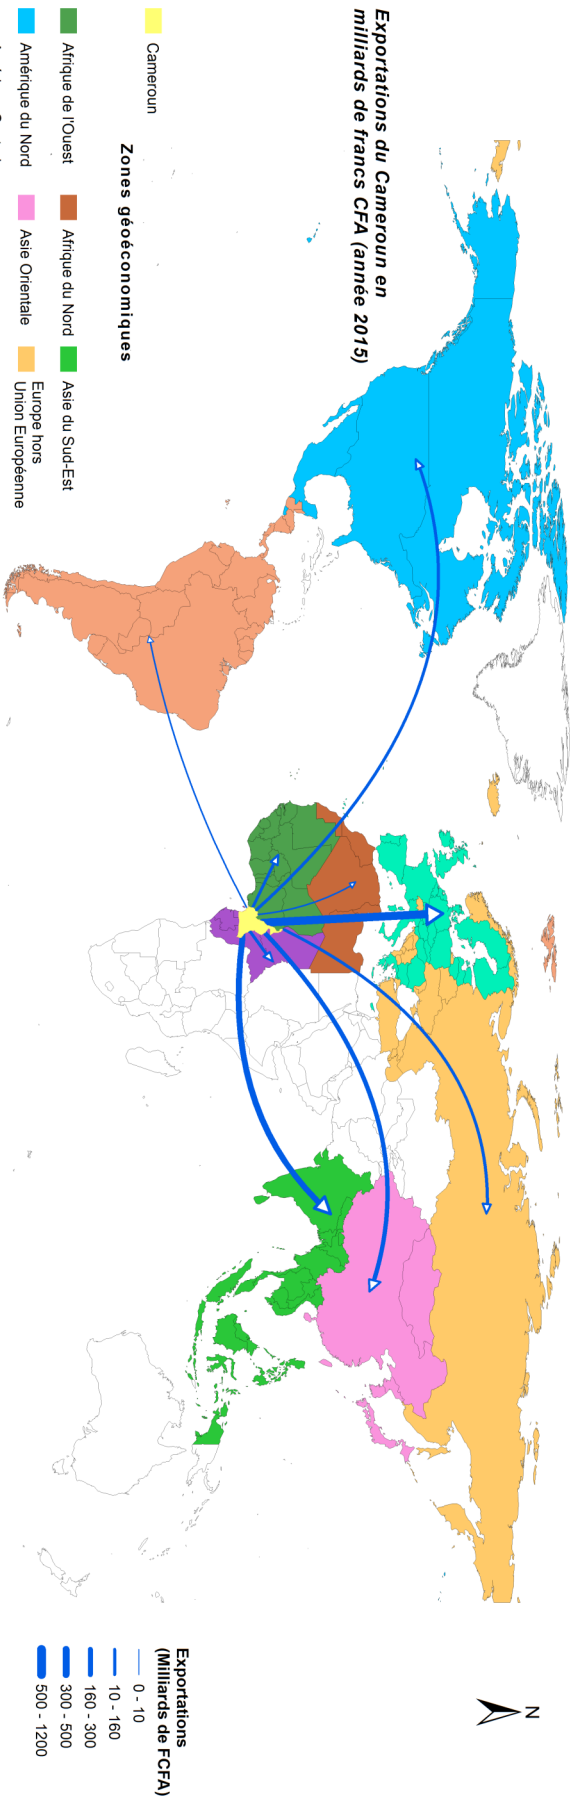 Exportations du Cameroun en
milliards de francs CFA (année 2015)
Zones géoéconomiques
Cameroun
Afrique de l'Ouest
Afrique du Nord
Asie du Sud-Est
Amérique du Nord
Asie Orientale
Europe hors
Union Européenne
N
Exportations
(Milliards de FCFA)
0 - 10
10 - 160
160 - 300
300 - 500
500 - 1200